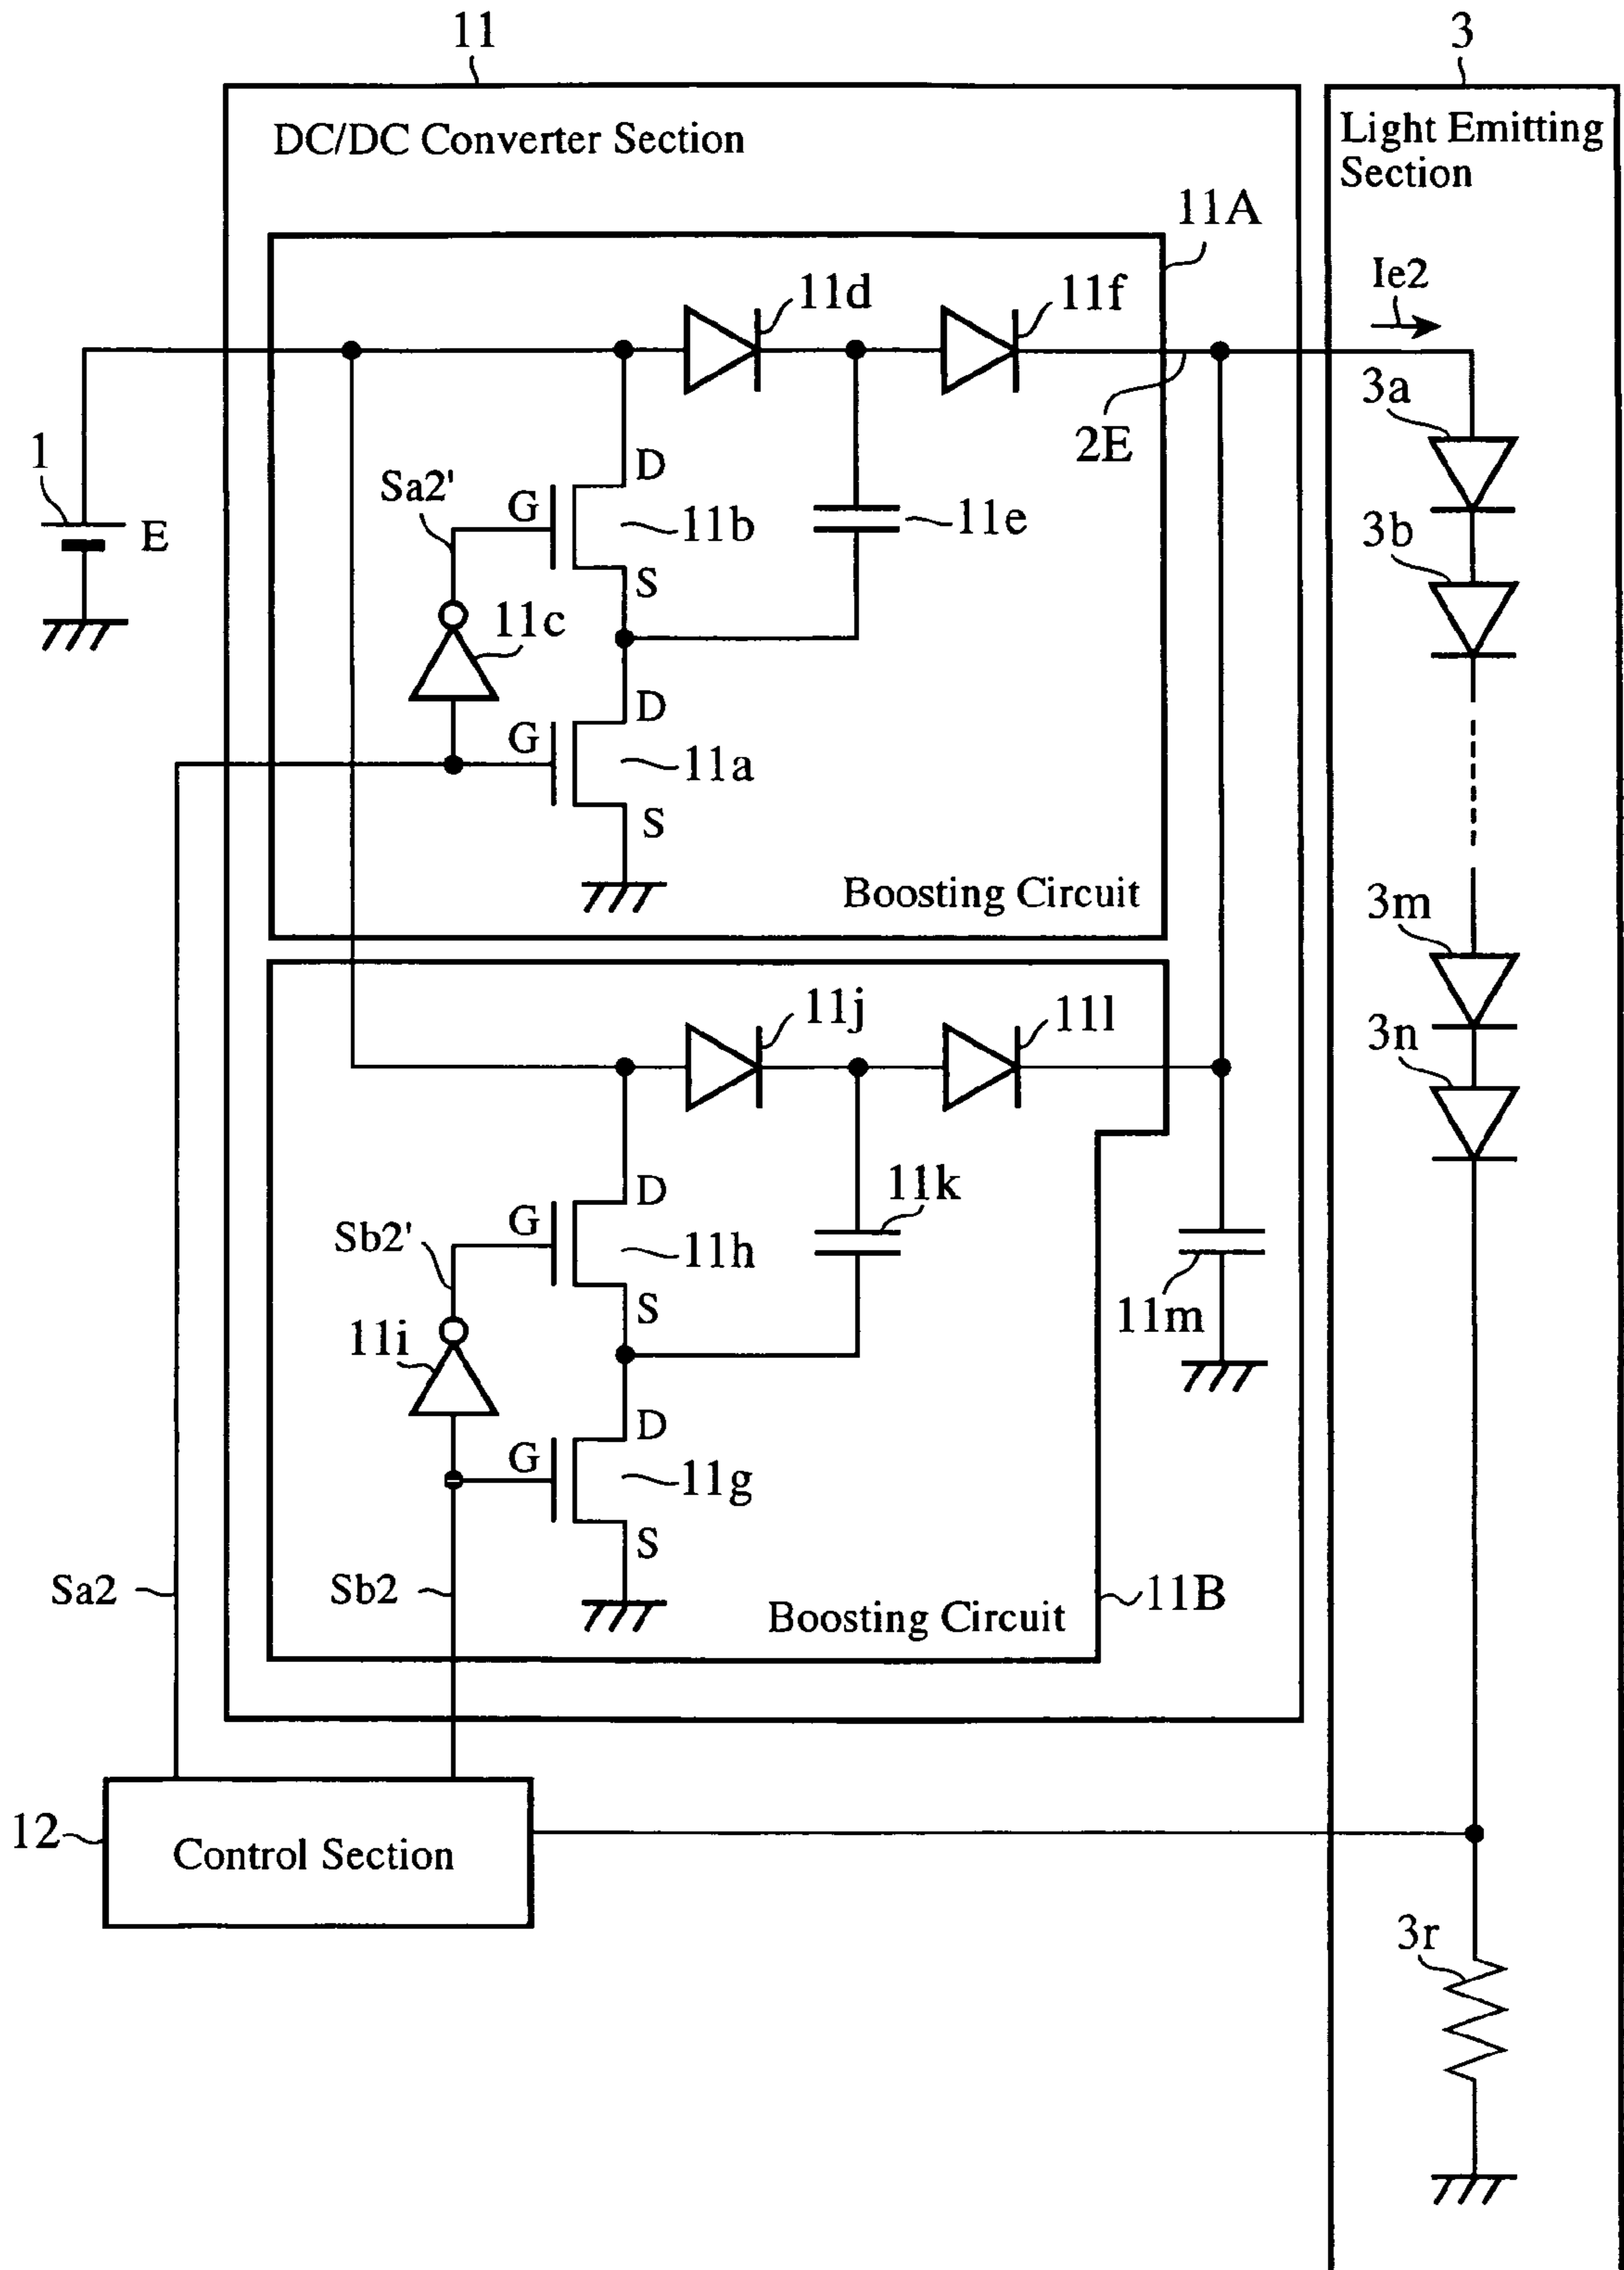 11
3
DC/DC Converter Section
Light Emitting
Section
11A
11d
11f
Ie2
3a
2E
1
E
Sa2'
G
D
11b
S
11e
3b
11c
G
D
11a
S
Boosting Circuit
3m
11j
11l
3n
Sb2'
G
D
11h
S
11k
11m
11i
G
D
11g
S
Sa2
Sb2
11B
Boosting Circuit
12
Control Section
3r